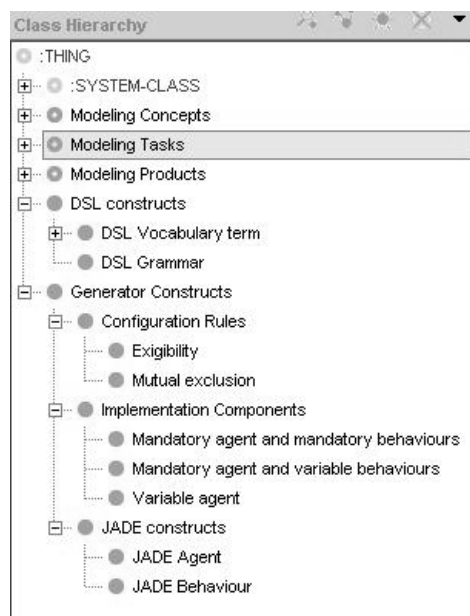 Class Hierarchy
:THING
:SYSTEM-CLASS
Modeling Concepts
Modeling Tasks
Modeling Products
DSL constructs
DSL Vocabulary term
DSL Grammar
Generator Constructs
Configuration Rules
Exigibility
Mutual exclusion
Implementation Components
Mandatory agent and mandatory behaviours
Mandatory agent and variable behaviours
Variable agent
JADE constructs
JADE Agent
JADE Behaviour